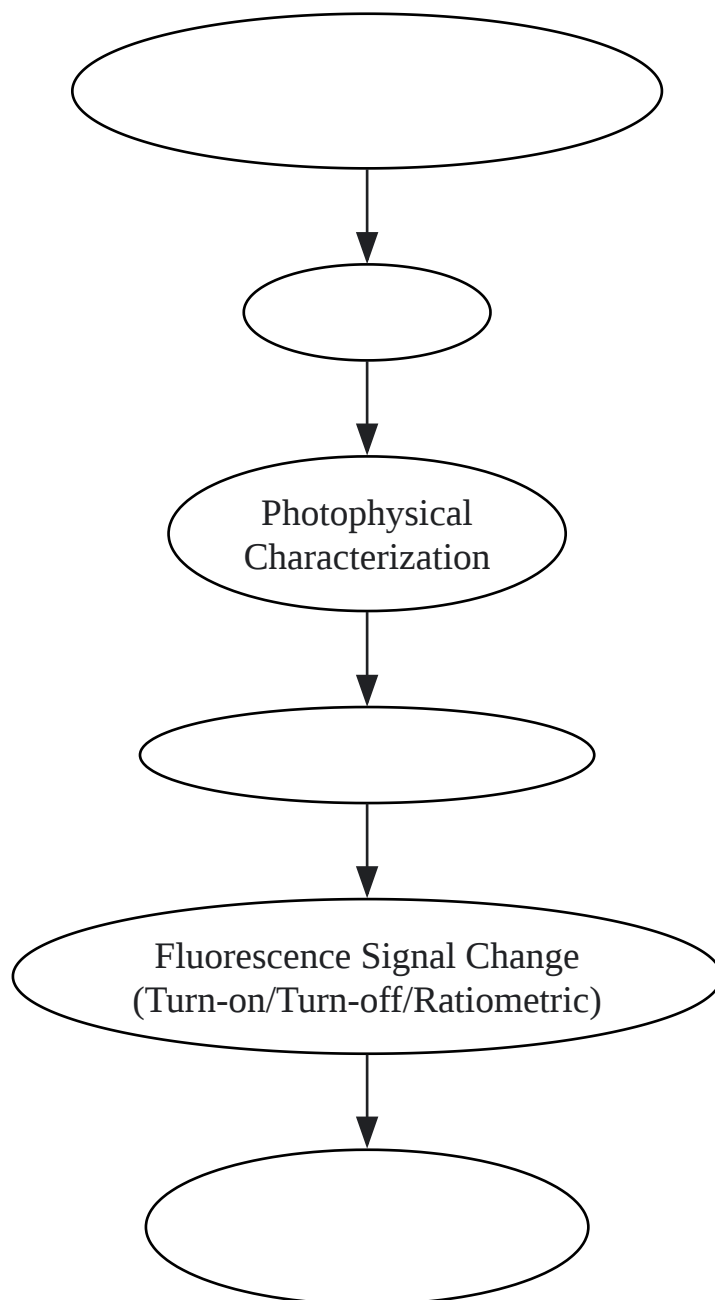 Photophysical
Characterization
Fluorescence Signal Change
(Turn-on/Turn-off/Ratiometric)